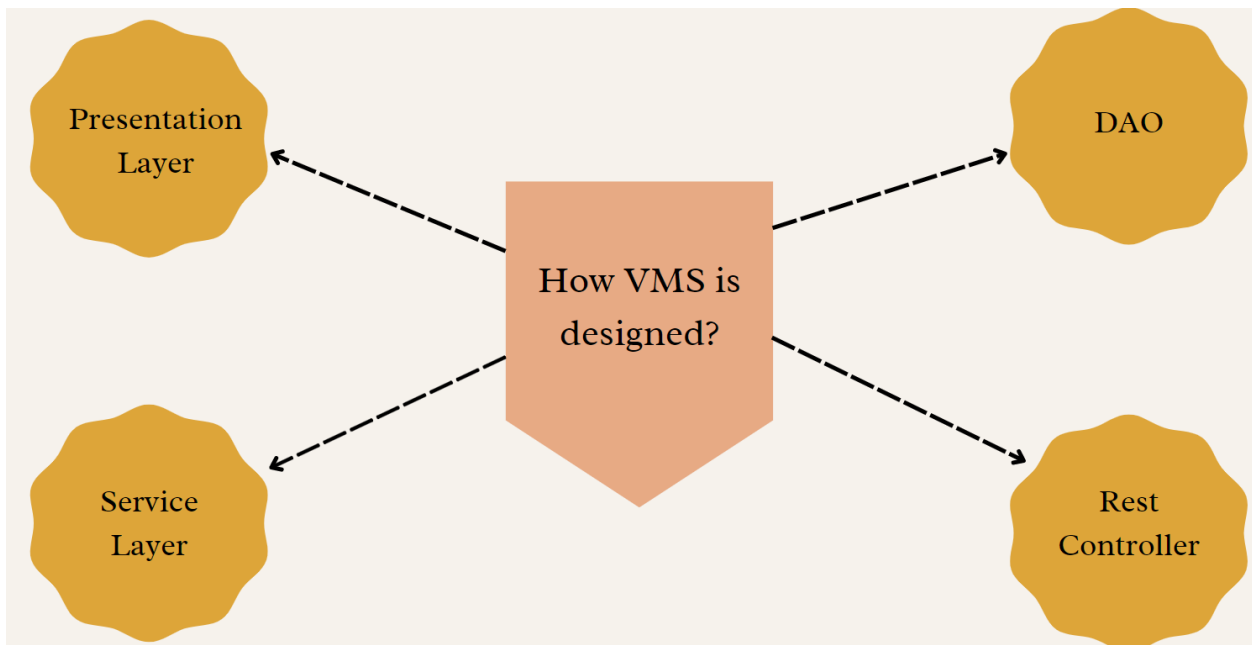 Presentation
Layer
DAO
How VMS is
designed?
Service
Layer
Rest
Controller